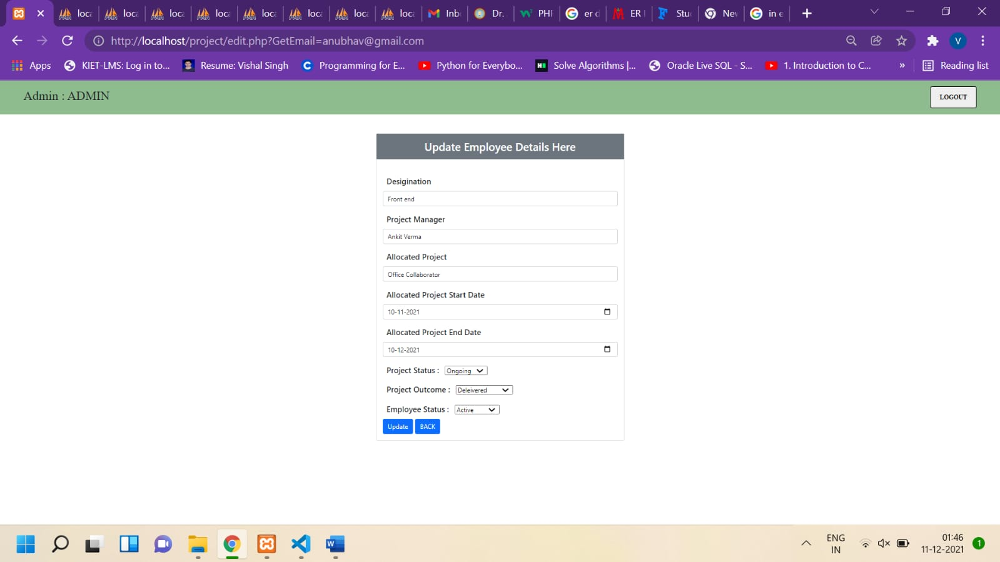 loca loca loca loca loca loca loca loca Inb Dr. PHP er d ER Stu Nev in e
http://localhost/project/edit.php?GetEmail=anubhav@gmail.com
V
Apps KIET-LMS: Log in to... Resume: Vishal Singh Programming for E... Python for Everybo... Solve Algorithms |... Oracle Live SQL - S... 1. Introduction to C... » Reading list
Admin : ADMIN
LOGOUT
Update Employee Details Here
Desigination
Front end
Project Manager
Ankit Verma
Allocated Project
Office Collaborator
Allocated Project Start Date
10-11-2021
Allocated Project End Date
10-12-2021
Project Status : Ongoing
Project Outcome : Deleivered
Employee Status : Active
Update BACK
ENG
IN
01:46
11-12-2021
1